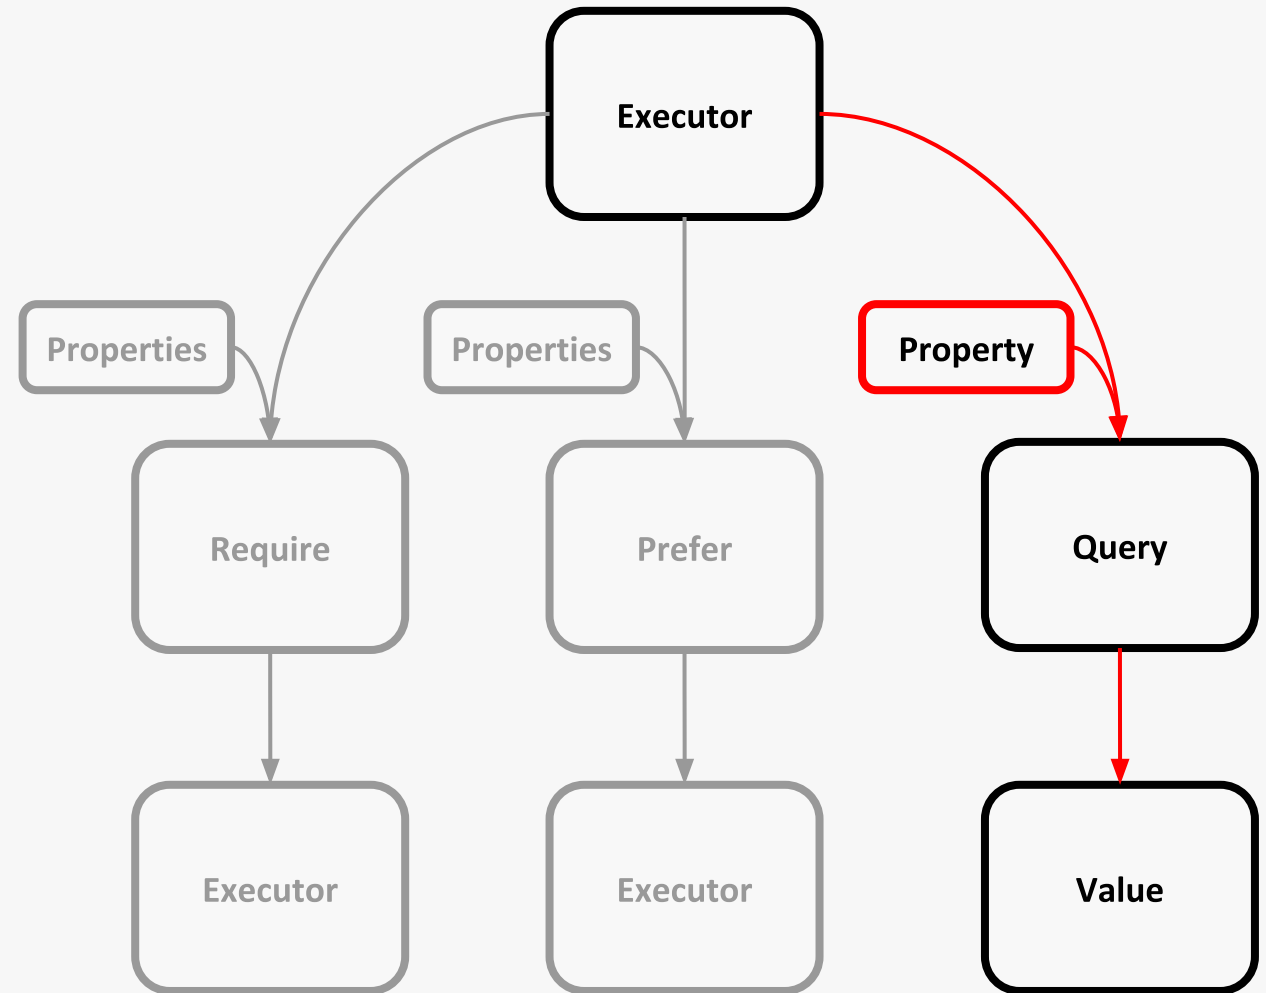 Executor
Properties
Properties
Property
Require
Prefer
Query
Executor
Executor
Value